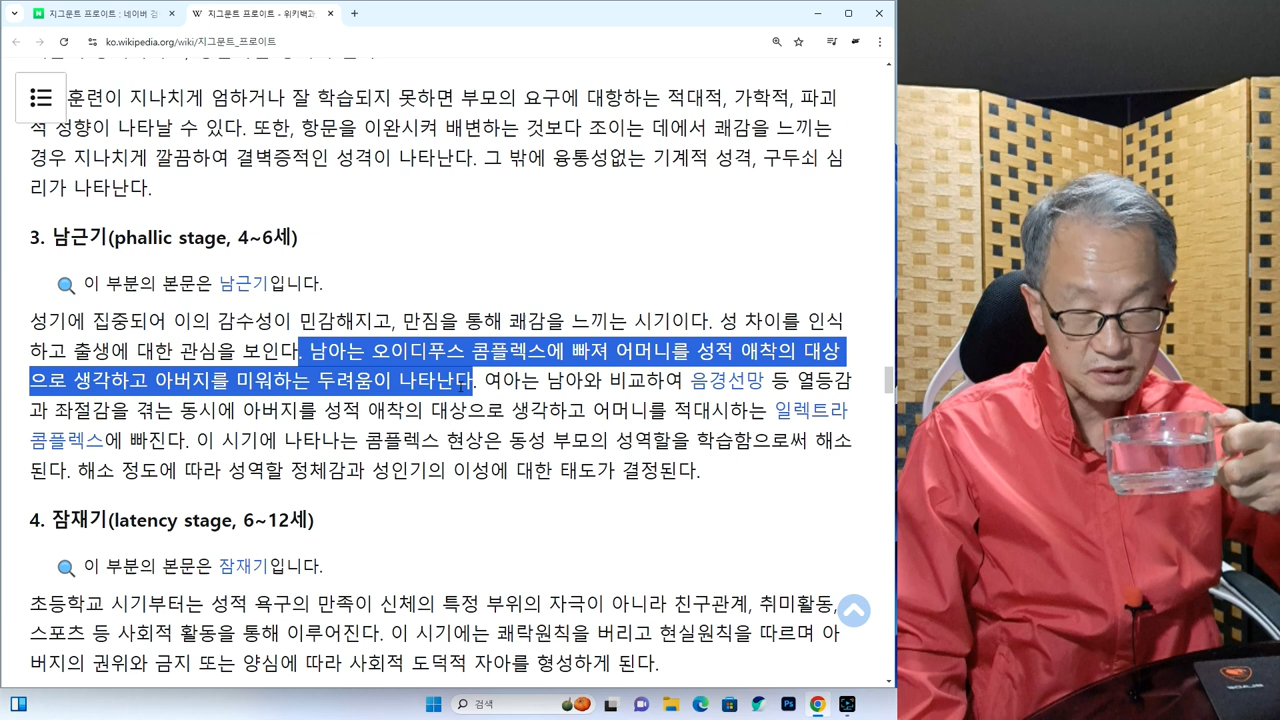 지그문트 프로이트 : 네이버 검
지그문트 프로이트 - 위키백과
ko.wikipedia.org/wiki/지그문트_프로이트
훈련이 지나치게 엄하거나 잘 학습되지 못하면 부모의 요구에 대항하는 적대적, 가학적, 파괴
적 성향이 나타날 수 있다. 또한, 항문을 이완시켜 배변하는 것보다 조이는 데에서 쾌감을 느끼는
경우 지나치게 깔끔하여 결벽증적인 성격이 나타난다. 그 밖에 융통성없는 기계적 성격, 구두쇠 심
리가 나타난다.
3. 남근기(phallic stage, 4~6세)
이 부분의 본문은 남근기입니다.
성기에 집중되어 이의 감수성이 민감해지고, 만짐을 통해 쾌감을 느끼는 시기이다. 성 차이를 인식
하고 출생에 대한 관심을 보인다. 남아는 오이디푸스 콤플렉스에 빠져 어머니를 성적 애착의 대상
으로 생각하고 아버지를 미워하는 두려움이 나타난다. 여아는 남아와 비교하여 음경선망 등 열등감
과 좌절감을 겪는 동시에 아버지를 성적 애착의 대상으로 생각하고 어머니를 적대시하는 일렉트라
콤플렉스에 빠진다. 이 시기에 나타나는 콤플렉스 현상은 동성 부모의 성역할을 학습함으로써 해소
된다. 해소 정도에 따라 성역할 정체감과 성인기의 이성에 대한 태도가 결정된다.
4. 잠재기(latency stage, 6~12세)
이 부분의 본문은 잠재기입니다.
초등학교 시기부터는 성적 욕구의 만족이 신체의 특정 부위의 자극이 아니라 친구관계, 취미활동,
스포츠 등 사회적 활동을 통해 이루어진다. 이 시기에는 쾌락원칙을 버리고 현실원칙을 따르며 아
버지의 권위와 금지 또는 양심에 따라 사회적 도덕적 자아를 형성하게 된다.
검색